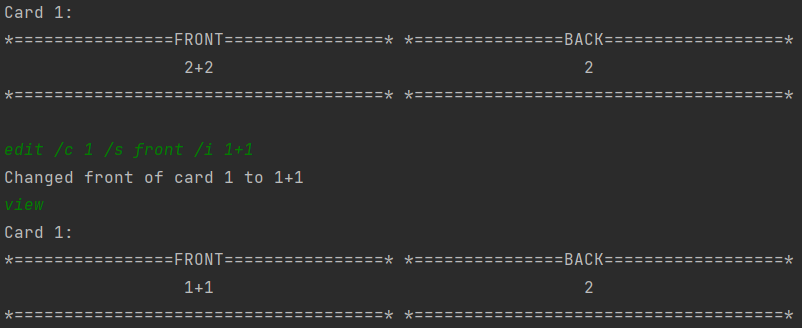 Card 1:
*================FRONT================* *===============BACK==================*
2+2 2
*=====================================* *=====================================*
edit /c 1 /s front /i 1+1
Changed front of card 1 to 1+1
view
Card 1:
*================FRONT================* *===============BACK==================*
1+1 2
*=====================================* *=====================================*